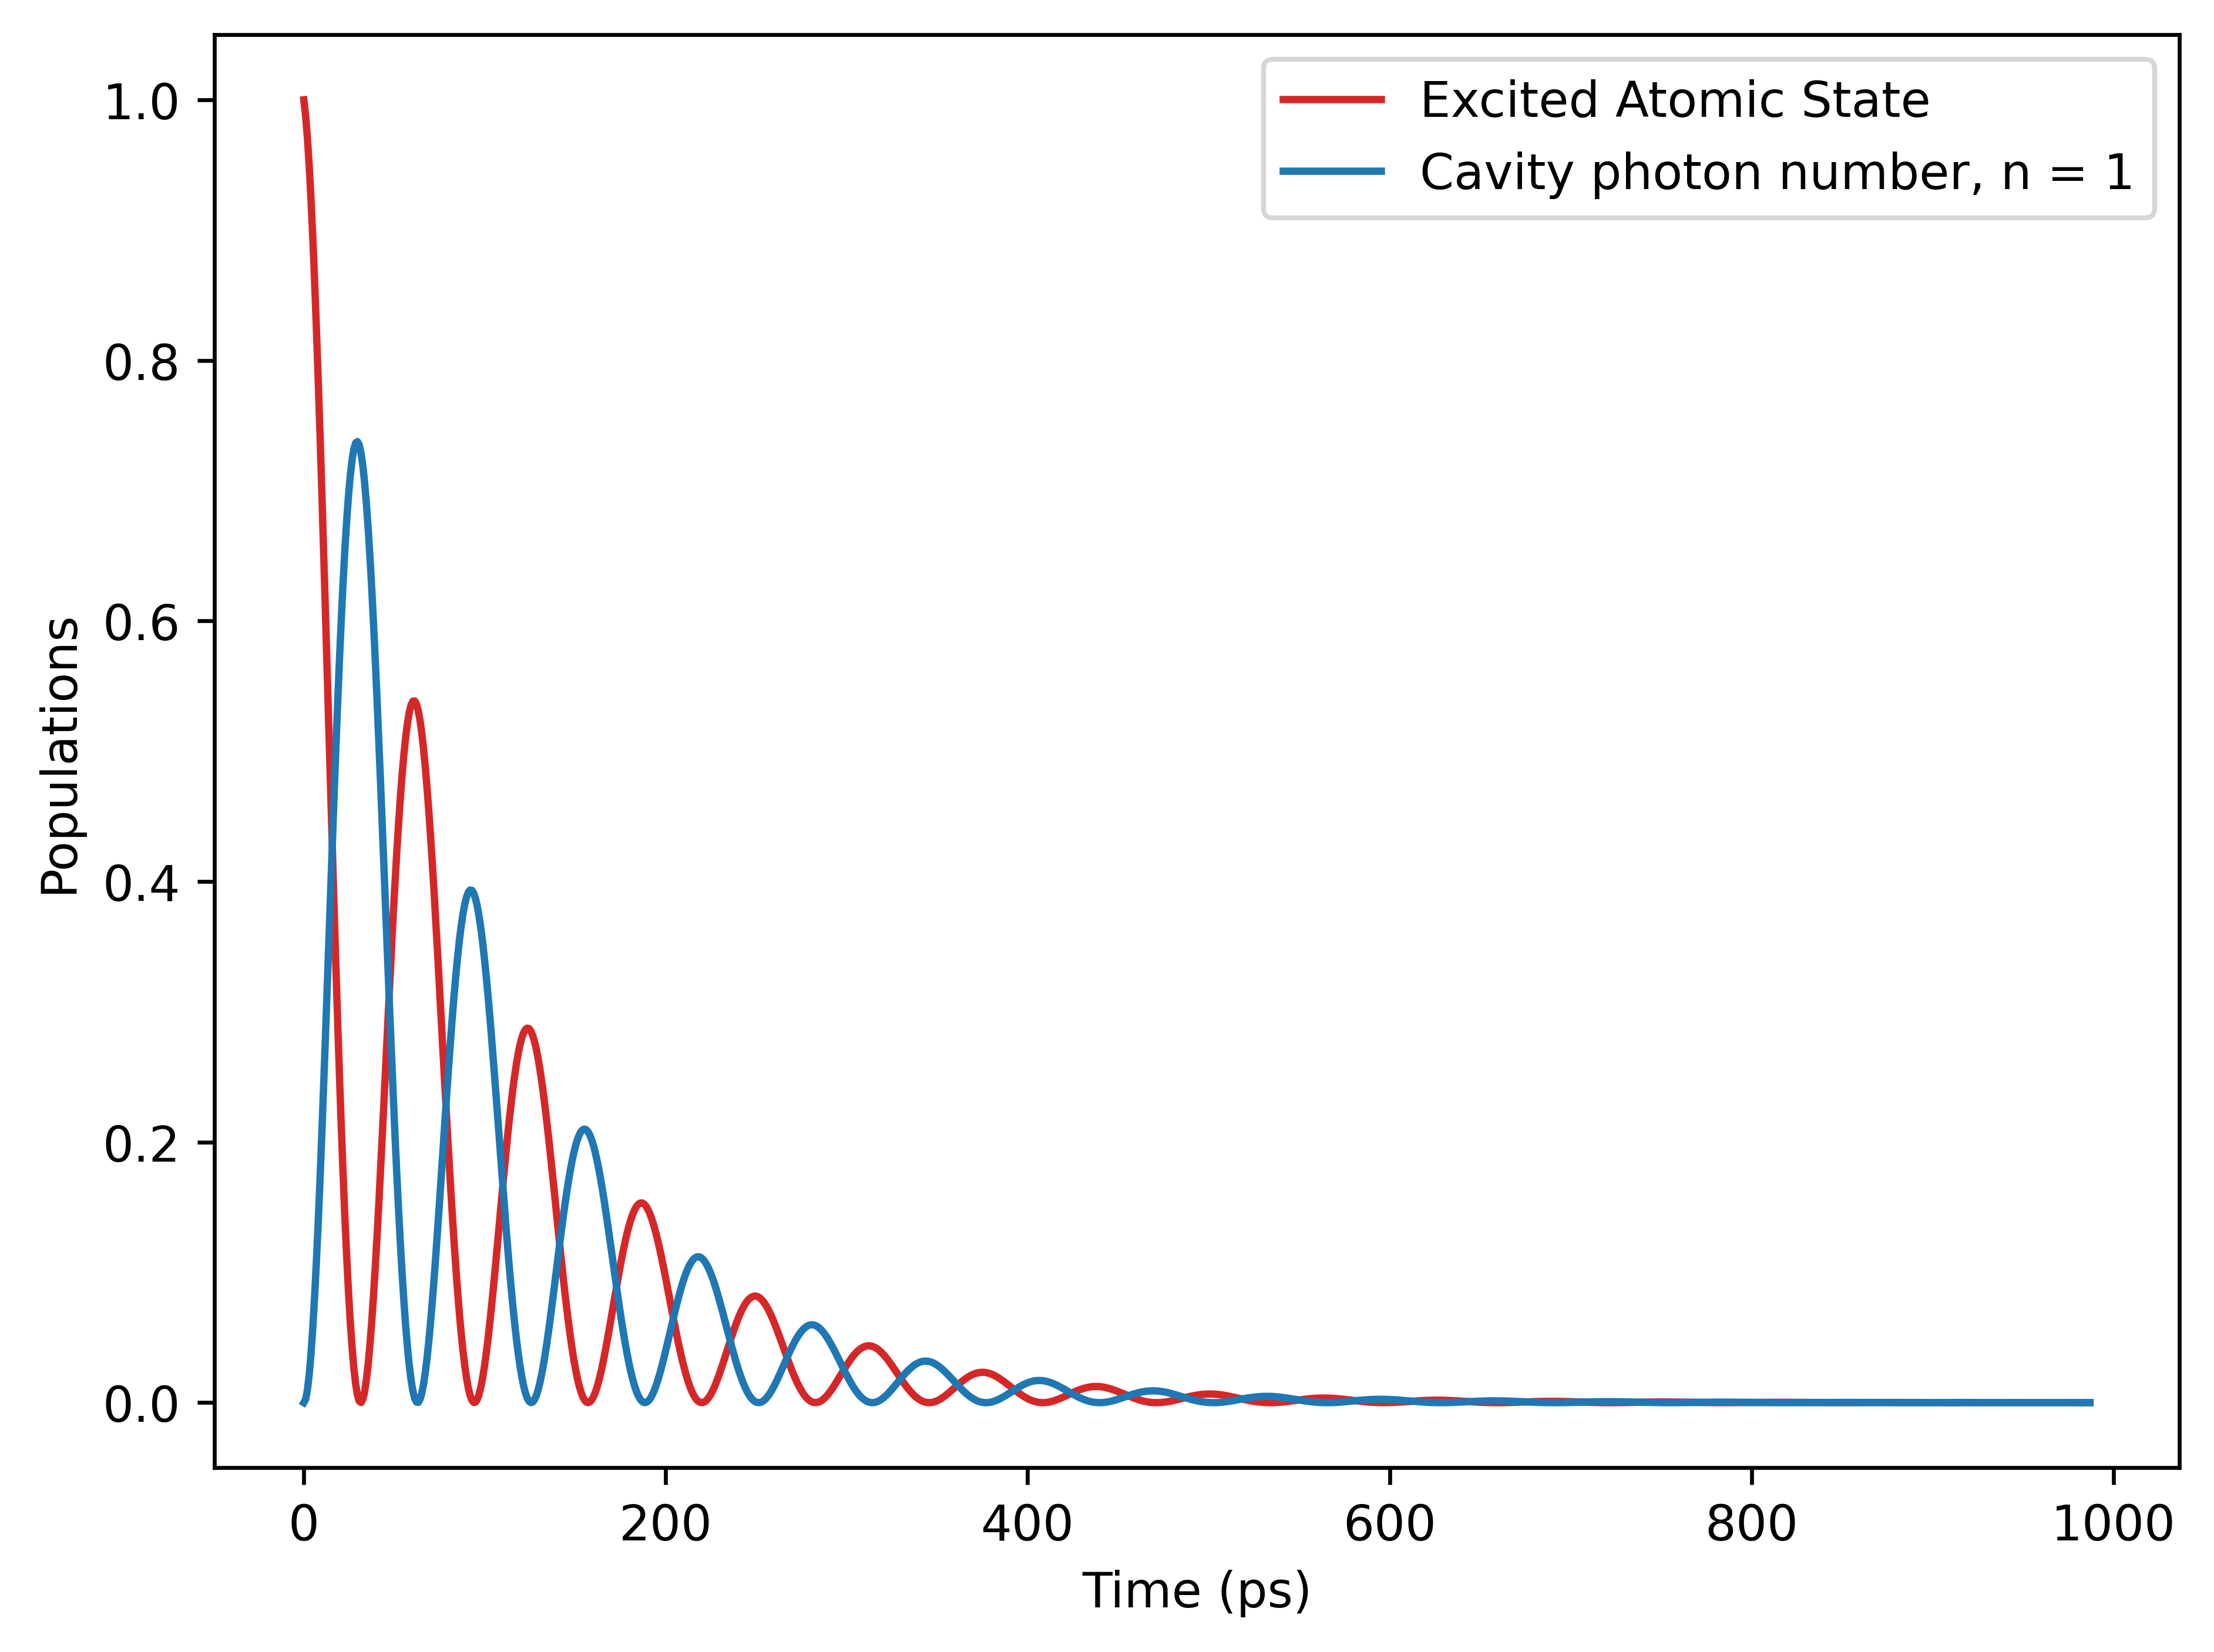 Excited Atomic State
Cavity photon number, n = 1
Populations
1.0
0.8
0.6
0.4
0.2
0.0
0 200 400 600 800 1000
Time (ps)